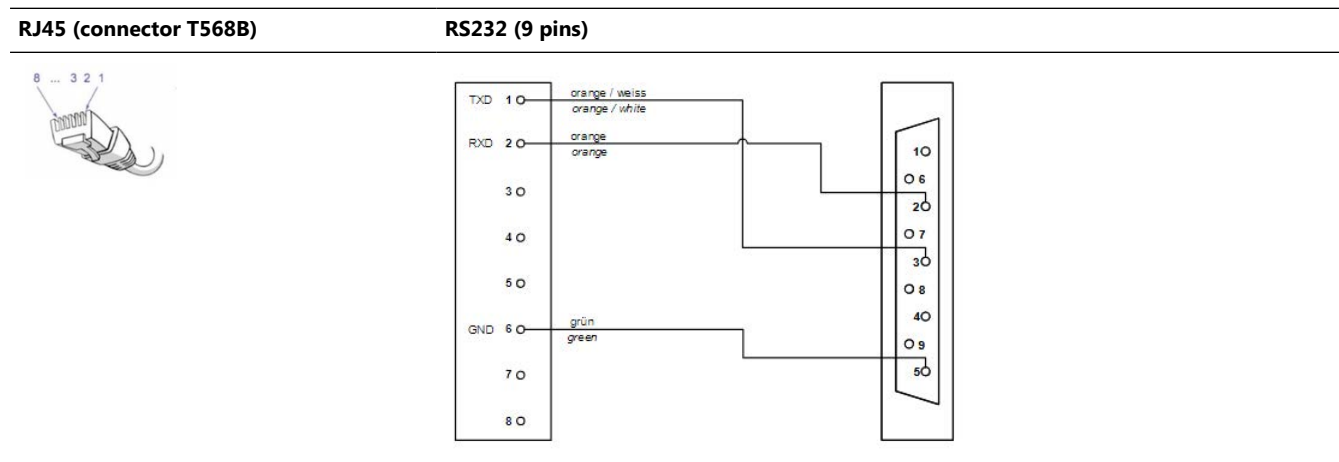 RJ45 (connector T568B) RS232 (9 pins)
8 ... 3 2 1
TXD 1 orange / weiss
orange / white
RXD 2 orange
orange
3
4
5
GND 6 grün
green
7
8
1
6
2
7
3
8
4
9
5